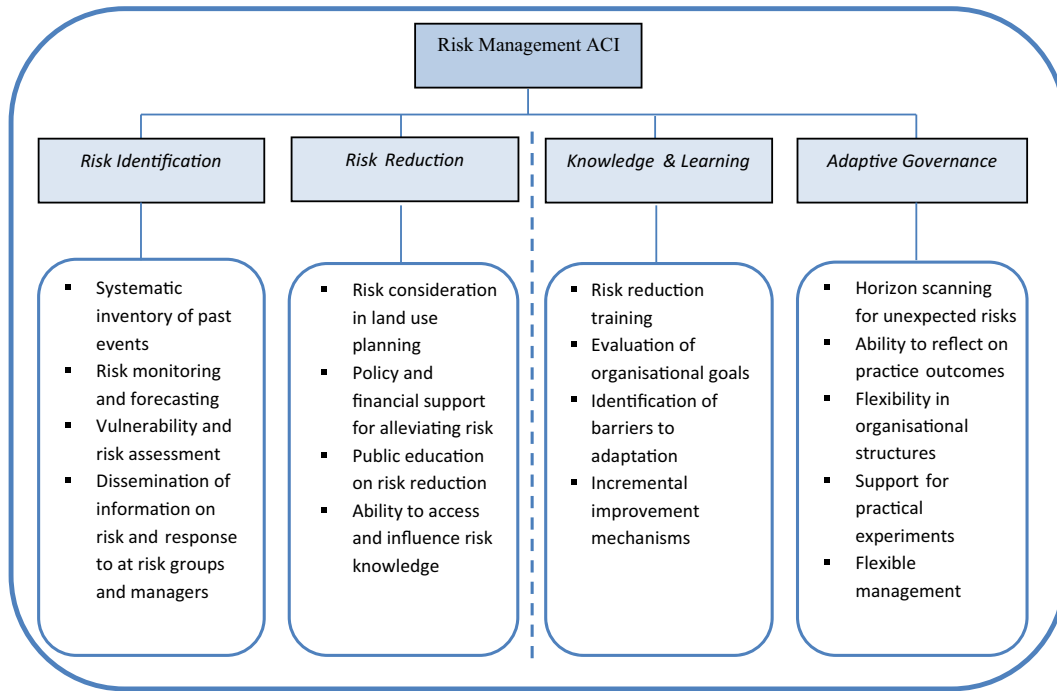 Risk Management ACI
Risk Identification
Risk Reduction
Knowledge & Learning
Adaptive Governance
▪ Systematic
inventory of past
events
▪ Risk monitoring
and forecasting
▪ Vulnerability and
risk assessment
▪ Dissemination of
information on
risk and response
to at risk groups
and managers
▪ Risk consideration
in land use
planning
▪ Policy and
financial support
for alleviating risk
▪ Public education
on risk reduction
▪ Ability to access
and influence risk
knowledge
▪ Risk reduction
training
▪ Evaluation of
organisational goals
▪ Identification of
barriers to
adaptation
▪ Incremental
improvement
mechanisms
▪ Horizon scanning
for unexpected risks
▪ Ability to reflect on
practice outcomes
▪ Flexibility in
organisational
structures
▪ Support for
practical
experiments
▪ Flexible
management